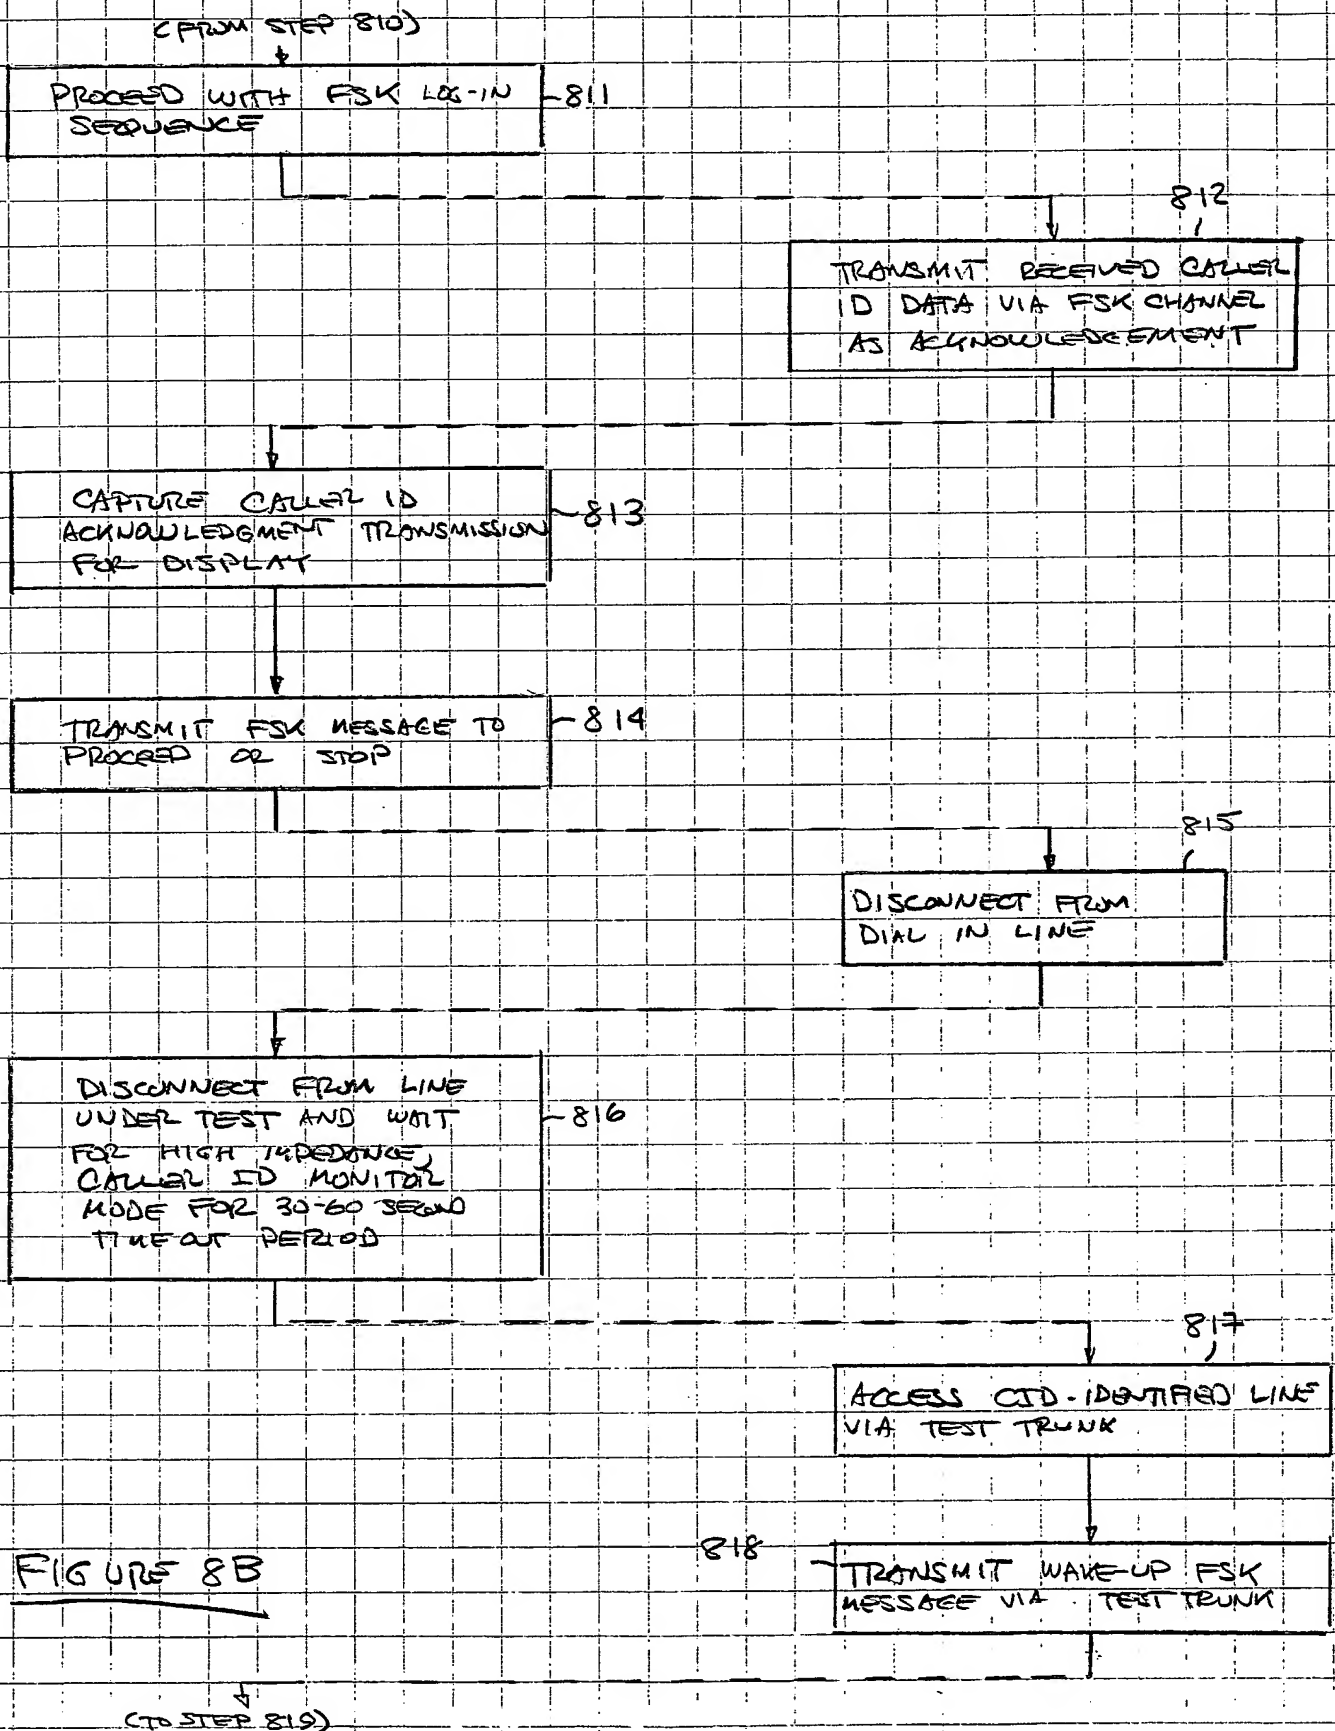 (FROM STEP 810)
PROCEED WITH FSK LOG-IN
SEQUENCE
811
812
TRANSMIT RECEIVED CALLER
ID DATA VIA FSK CHANNEL
AS ACKNOWLEDGEMENT
CAPTURE CALLER ID
ACKNOWLEDGMENT TRANSMISSION
FOR DISPLAY
813
TRANSMIT FSK MESSAGE TO
PROCEED OR STOP
814
815
DISCONNECT FROM
DIAL IN LINE
DISCONNECT FROM LINE
UNDER TEST AND WAIT
FOR HIGH IMPEDANCE,
CALLER ID MONITOR
MODE FOR 30-60 SECOND
TIMEOUT PERIOD
816
817
ACCESS CID-IDENTIFIED LINE
VIA TEST TRUNK
818
TRANSMIT WAKE-UP FSK
MESSAGE VIA TEST TRUNK
FIGURE 8B
(TO STEP 819)